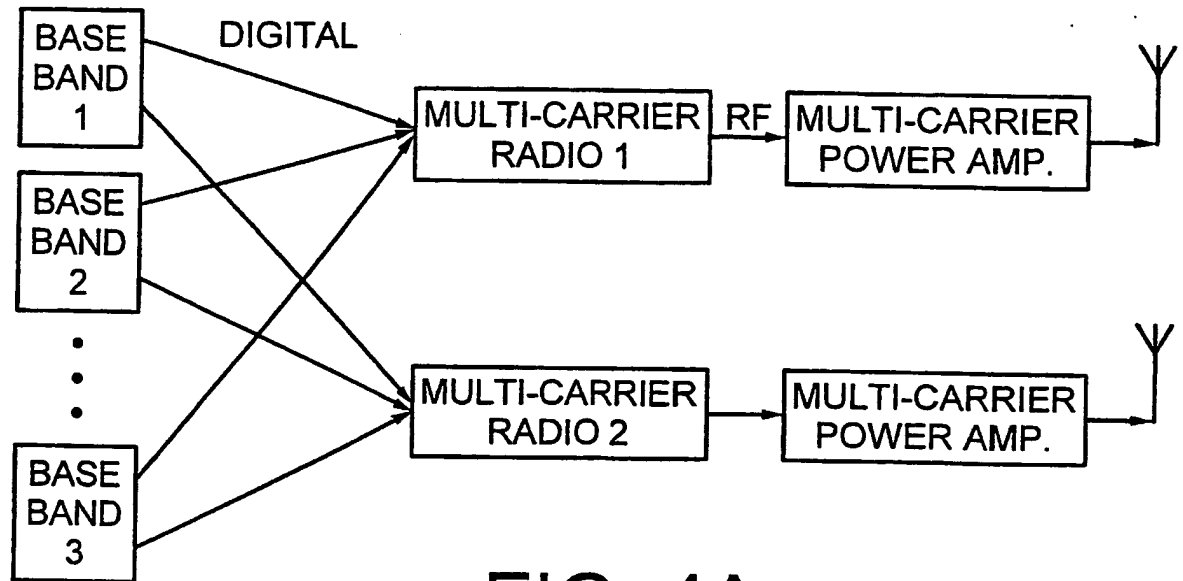 BASE
BAND
1
DIGITAL
MULTI-CARRIER
RADIO 1
RF
MULTI-CARRIER
POWER AMP.
BASE
BAND
2
MULTI-CARRIER
RADIO 2
MULTI-CARRIER
POWER AMP.
BASE
BAND
3